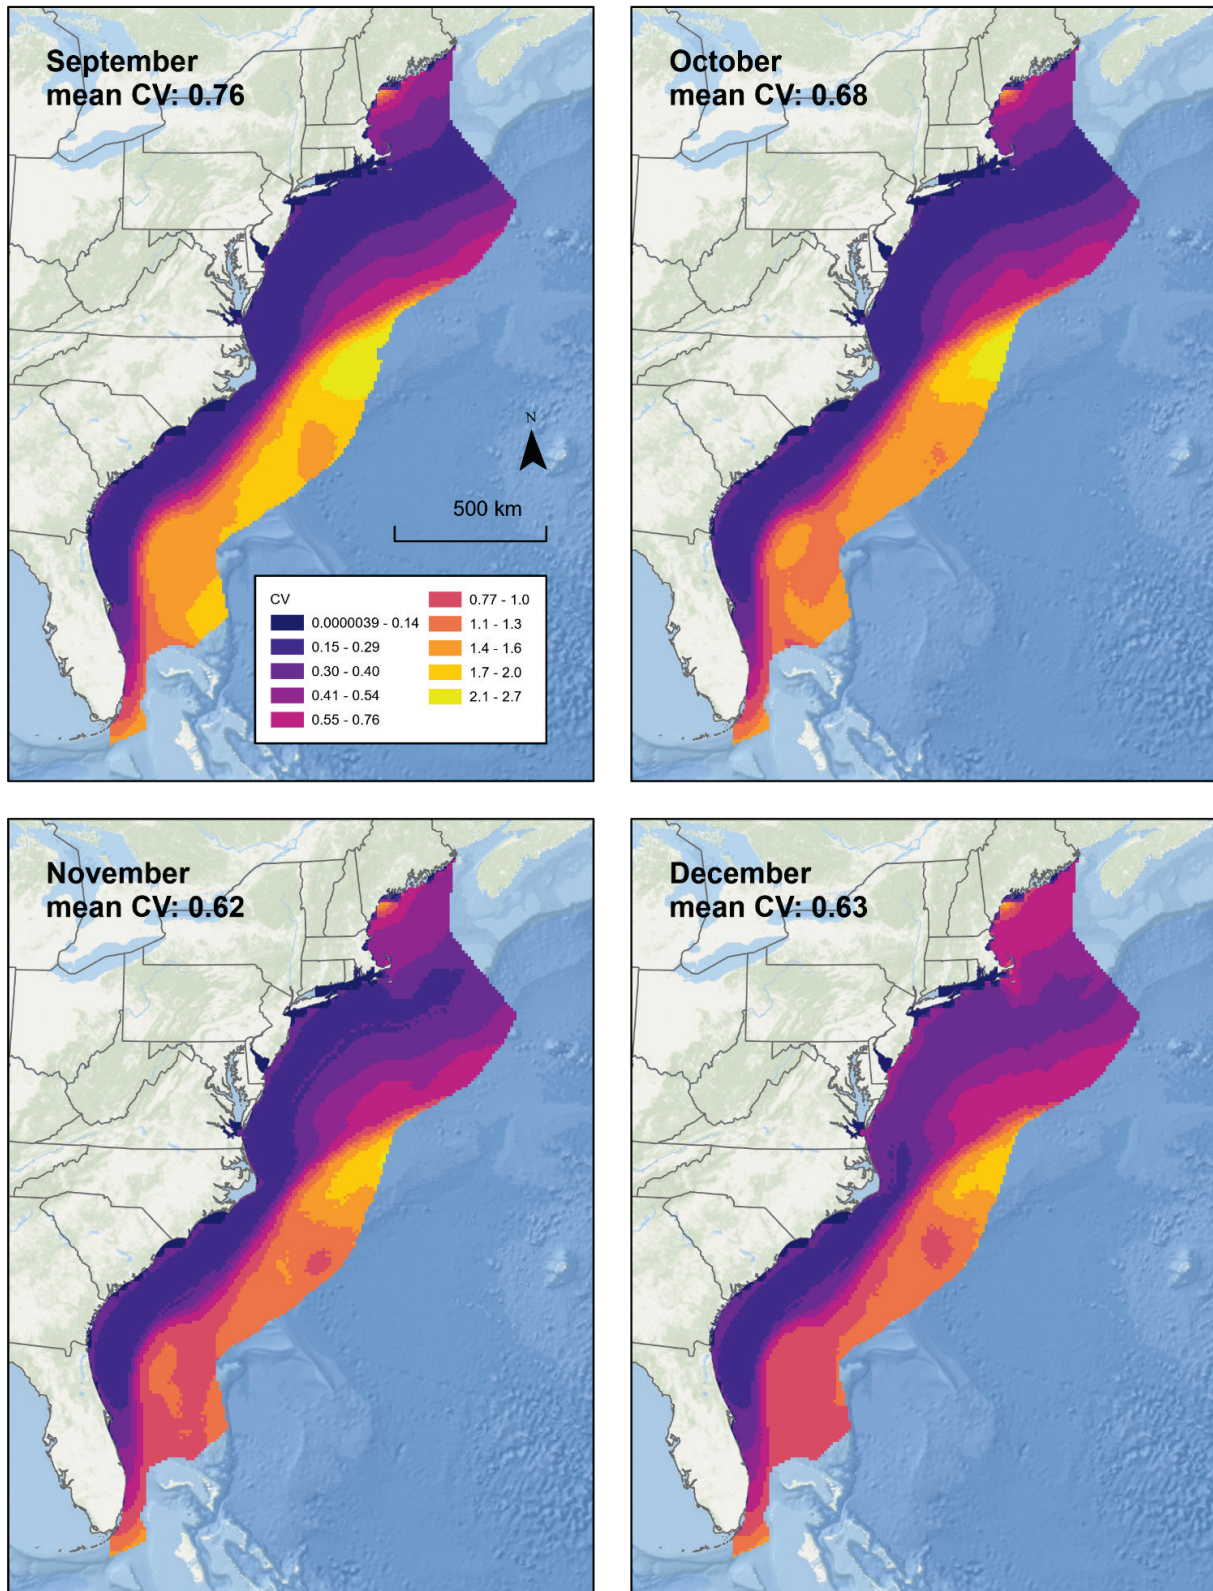 September
mean CV: 0.76
October
mean CV: 0.68
N
500 km
CV
0.0000039 - 0.14
0.15 - 0.29
0.30 - 0.40
0.41 - 0.54
0.55 - 0.76
0.77 - 1.0
1.1 - 1.3
1.4 - 1.6
1.7 - 2.0
2.1 - 2.7
November
mean CV: 0.62
December
mean CV: 0.63